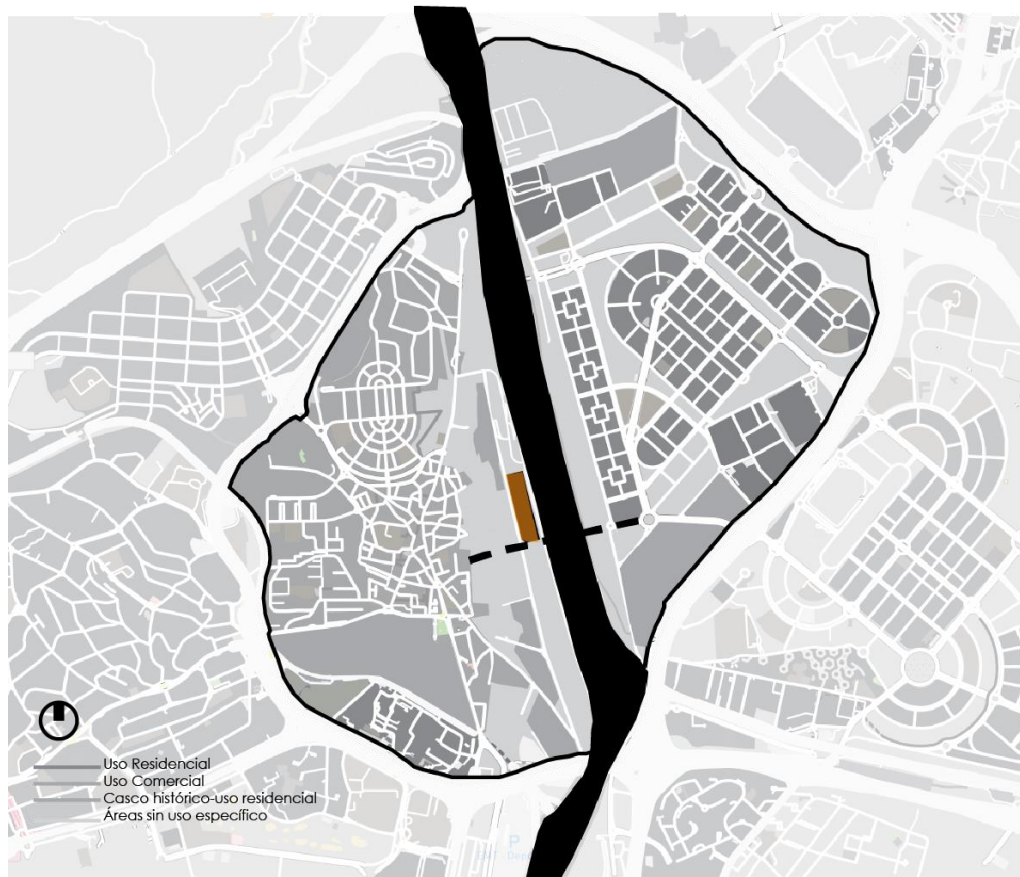 Uso Residencial
Uso Comercial
Casco histórico-uso residencial
Áreas sin uso específico
P